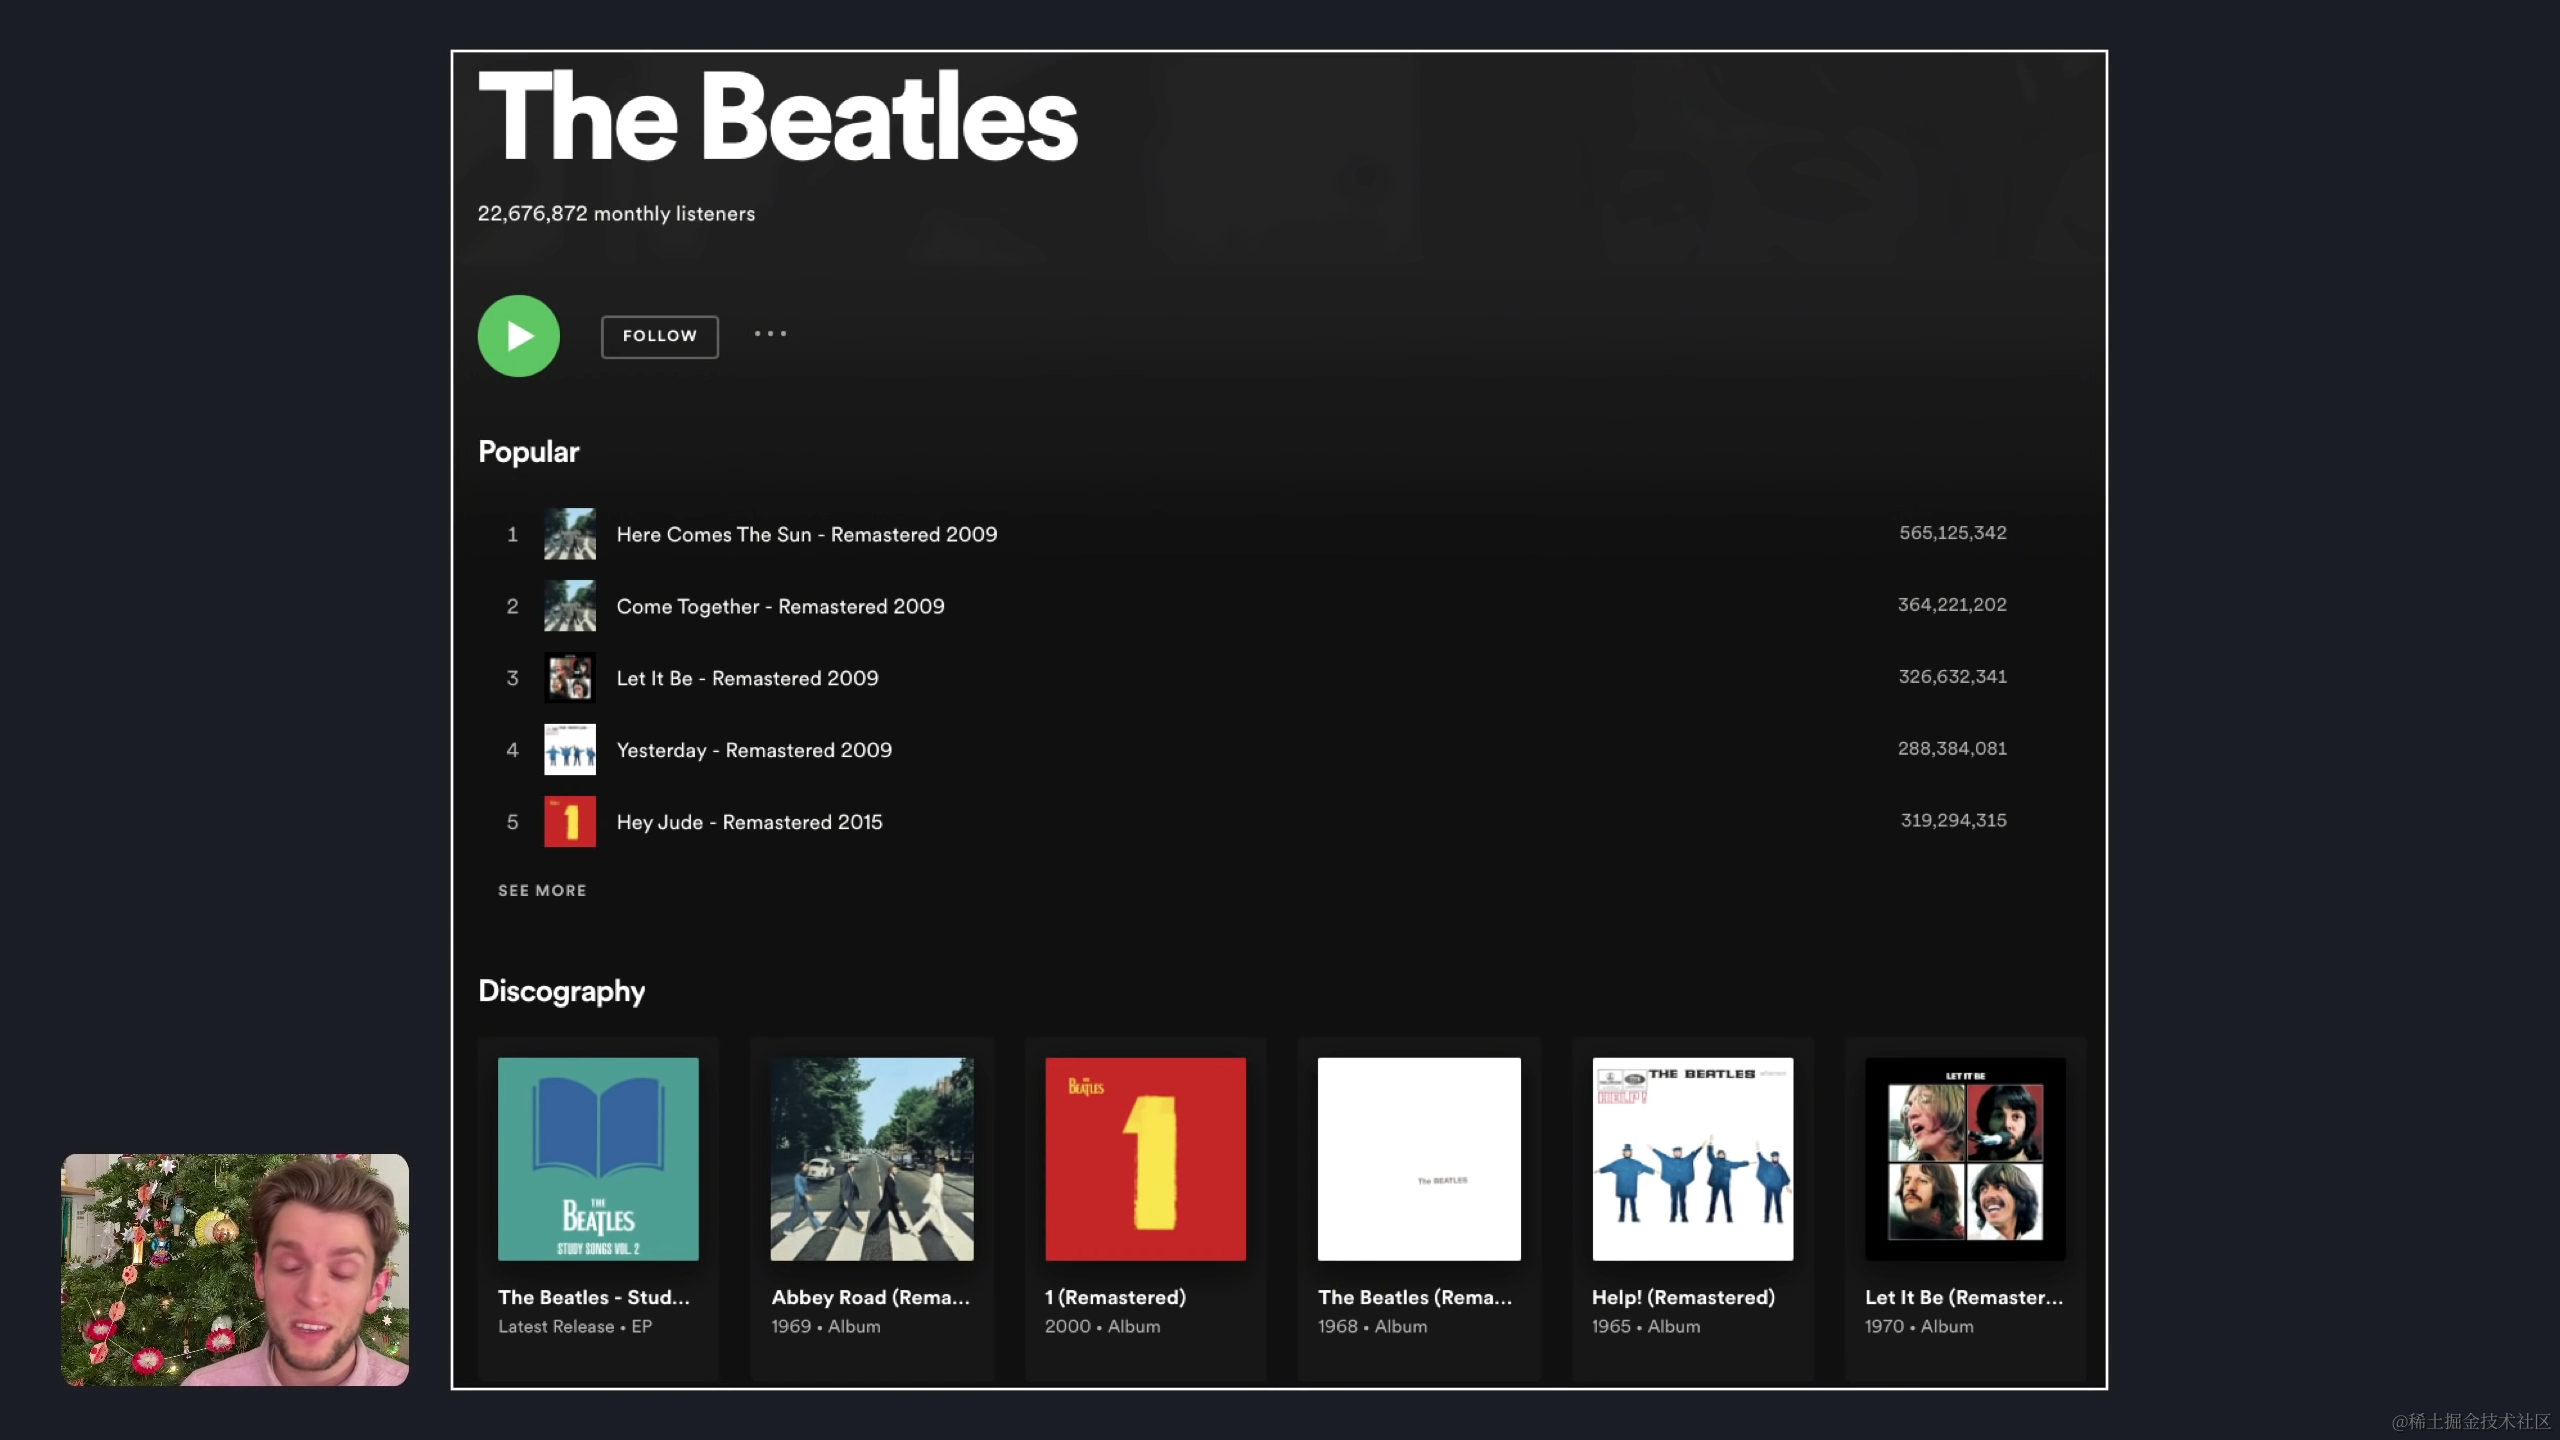 The Beatles
22,676,872 monthly listeners
FOLLOW
Popular
1 Here Comes The Sun - Remastered 2009 565,125,342
2 Come Together - Remastered 2009 364,221,202
3 Let It Be - Remastered 2009 326,632,341
4 Yesterday - Remastered 2009 288,384,081
5 1 Hey Jude - Remastered 2015 319,294,315
SEE MORE
Discography
THE
BEATLES
STUDY SONGS VOL. 2
THE
BEATLES
1
The BEATLES
THE BEATLES
HELP!
LET IT BE
The Beatles - Stud...
Latest Release • EP
Abbey Road (Rema...
1969 • Album
1 (Remastered)
2000 • Album
The Beatles (Rema...
1968 • Album
Help! (Remastered)
1965 • Album
Let It Be (Remaster...
1970 • Album
@稀土掘金技术社区